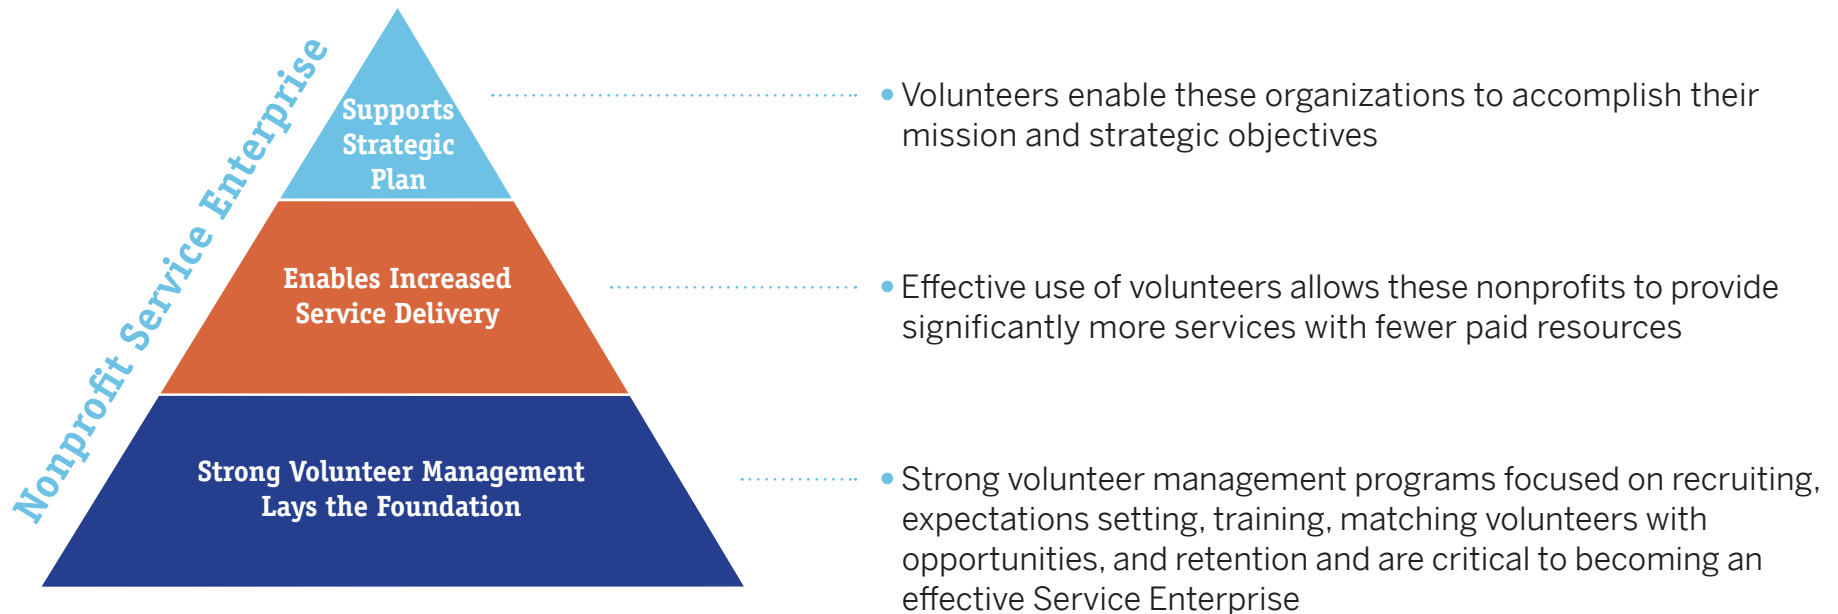 Nonprofit Service Enterprise
Supports
Strategic
Plan
• Volunteers enable these organizations to accomplish their
mission and strategic objectives
Enables Increased
Service Delivery
• Effective use of volunteers allows these nonprofits to provide
significantly more services with fewer paid resources
Strong Volunteer Management
Lays the Foundation
• Strong volunteer management programs focused on recruiting,
expectations setting, training, matching volunteers with
opportunities, and retention and are critical to becoming an
effective Service Enterprise